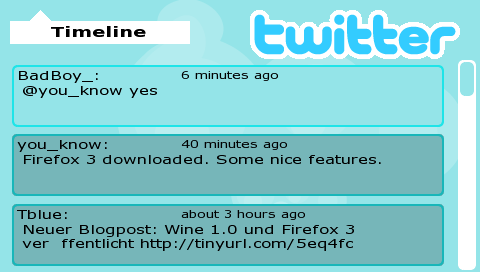 Timeline
twitter
BadBoy_: 6 minutes ago
@you_know yes
you_know: 40 minutes ago
Firefox 3 downloaded. Some nice features.
Tblue: about 3 hours ago
Neuer Blogpost: Wine 1.0 und Firefox 3
ver  ffentlicht http://tinyurl.com/5eq4fc